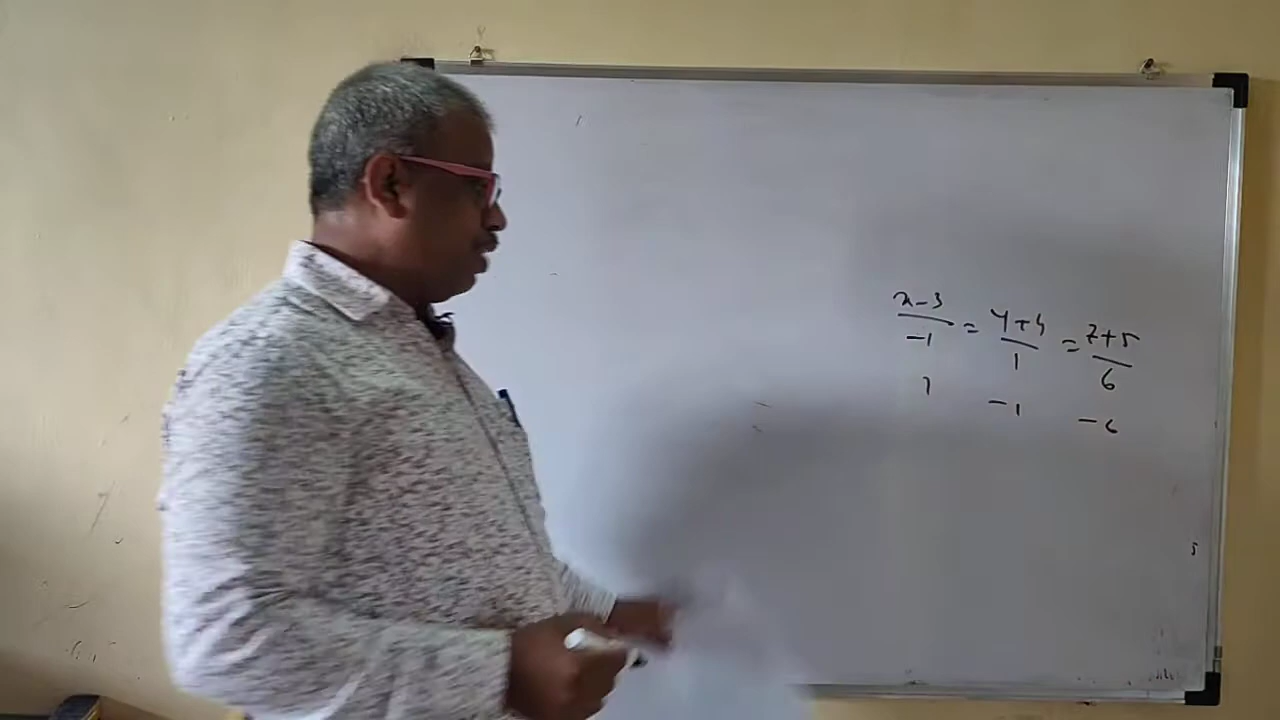 x-3/-1 = y+4/1 = z+5/6
1 -1 -6